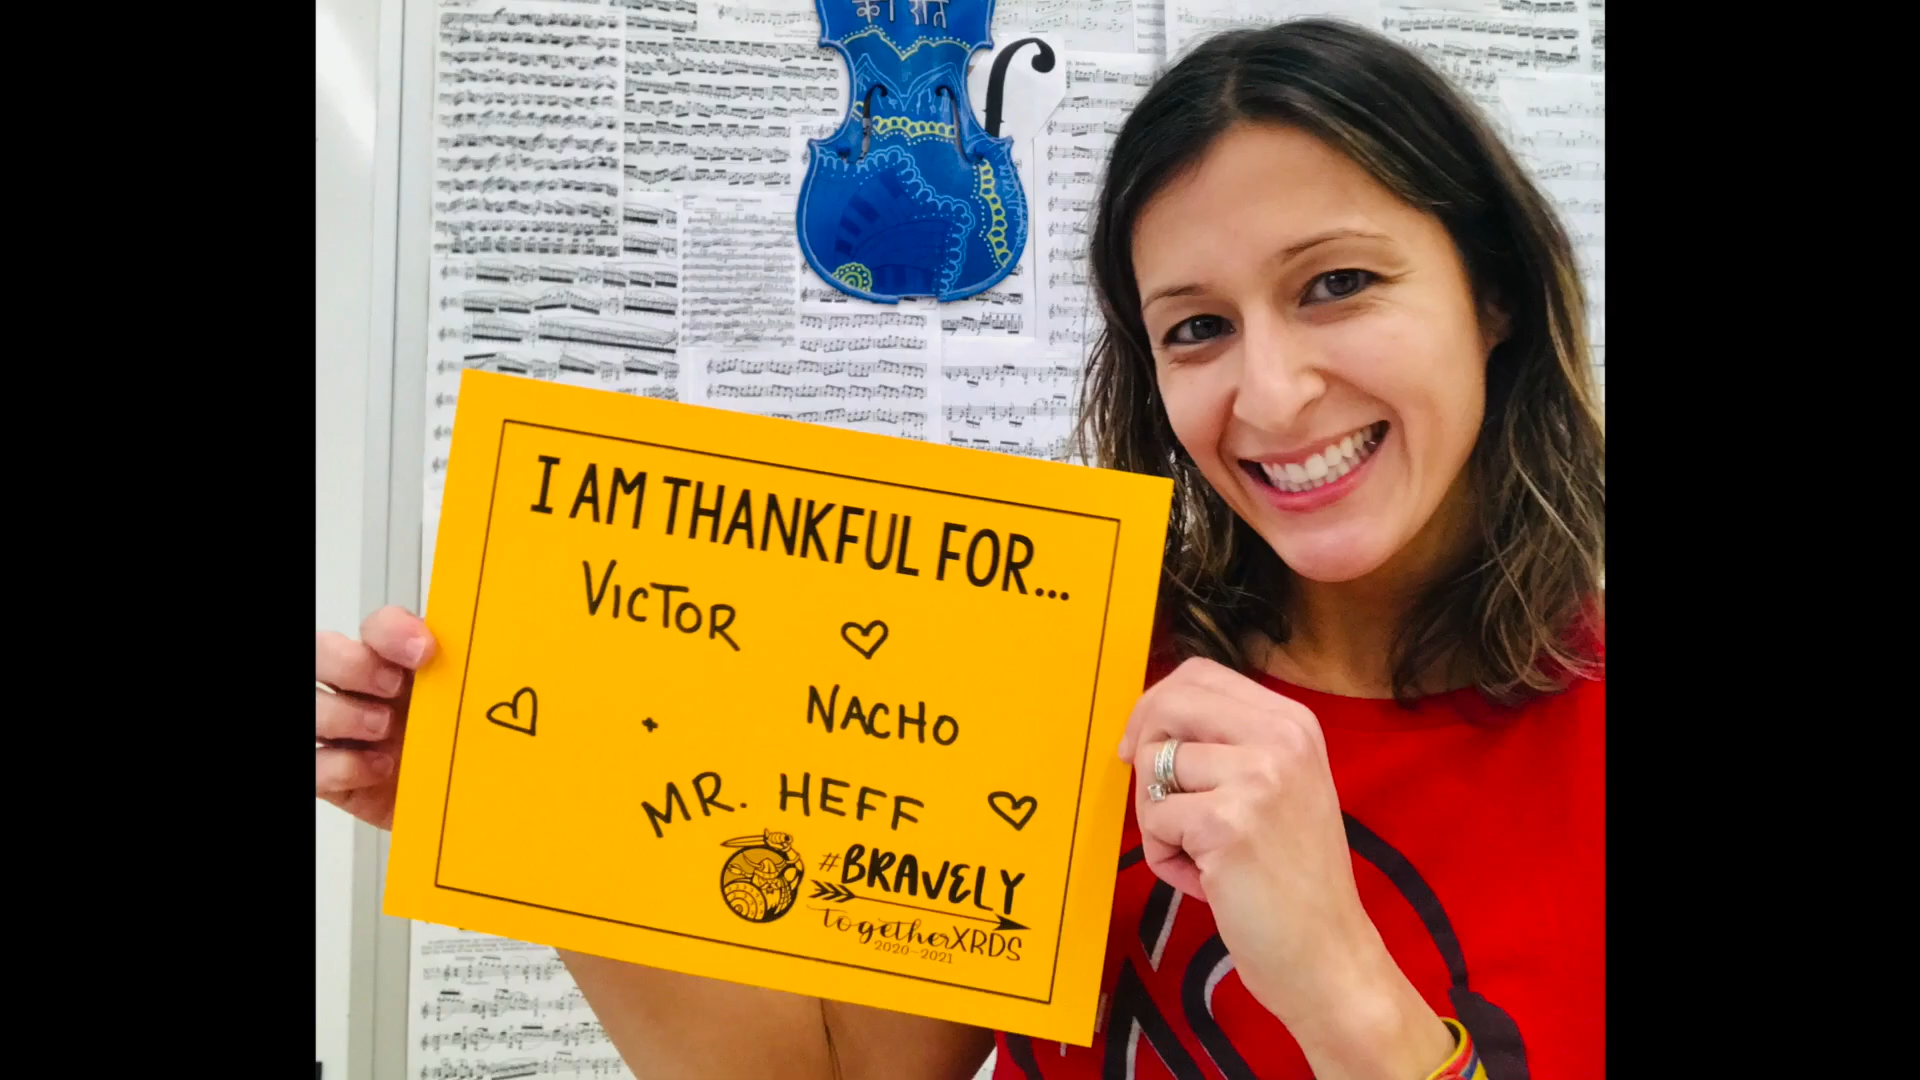 की रात
I AM THANKFUL FOR...
VICTOR
+ NACHO
MR. HEFF
#BRAVELY
togetherXRDS
2020-2021